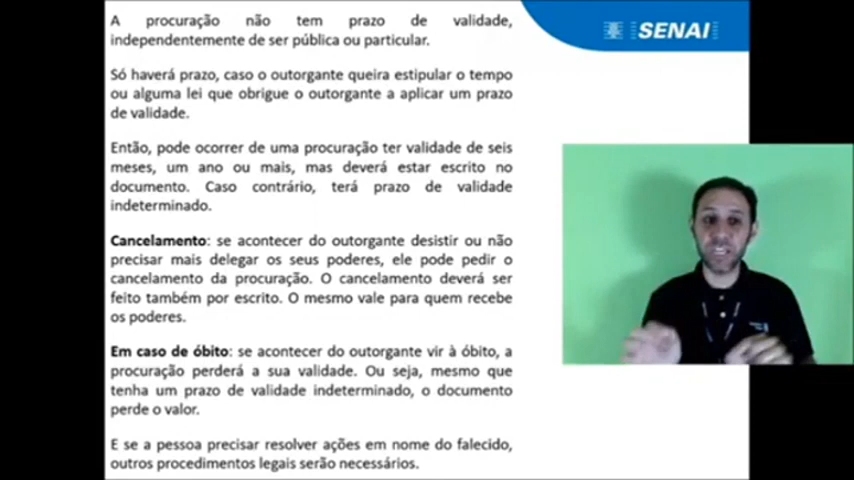 A procuração não tem prazo de validade,
independentemente de ser pública ou particular.
Só haverá prazo, caso o outorgante queira estipular o tempo
ou alguma lei que obrigue o outorgante a aplicar um prazo
de validade.
Então, pode ocorrer de uma procuração ter validade de seis
meses, um ano ou mais, mas deverá estar escrito no
documento. Caso contrário, terá prazo de validade
indeterminado.
Cancelamento: se acontecer do outorgante desistir ou não
precisar mais delegar os seus poderes, ele pode pedir o
cancelamento da procuração. O cancelamento deverá ser
feito também por escrito. O mesmo vale para quem recebe
os poderes.
Em caso de óbito: se acontecer do outorgante vir à óbito, a
procuração perderá a sua validade. Ou seja, mesmo que
tenha um prazo de validade indeterminado, o documento
perde o valor.
E se a pessoa precisar resolver ações em nome do falecido,
outros procedimentos legais serão necessários.
SENAI